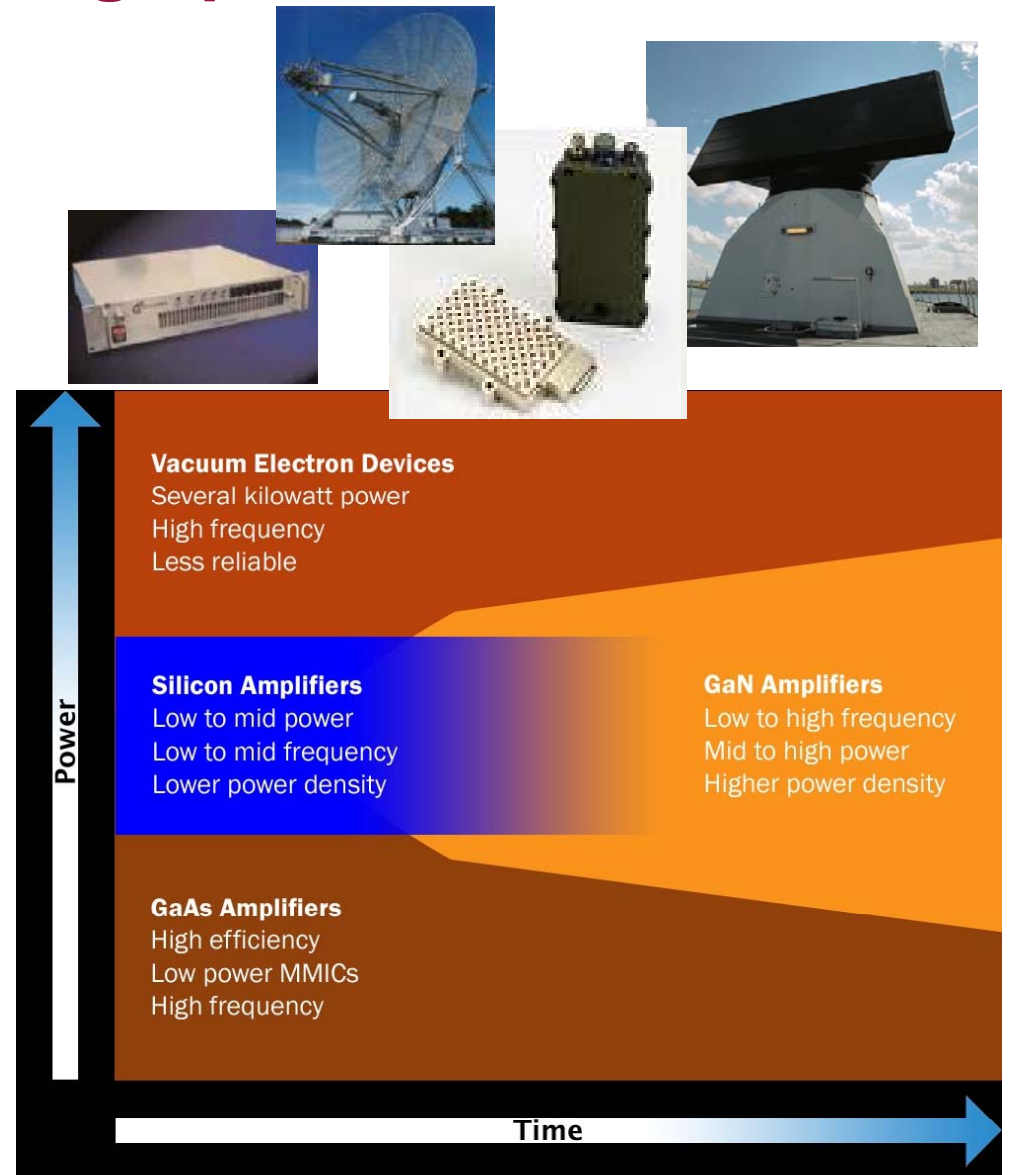 Vacuum Electron Devices
Several kilowatt power
High frequency
Less reliable
Silicon Amplifiers
Low to mid power
Low to mid frequency
Lower power density
GaN Amplifiers
Low to high frequency
Mid to high power
Higher power density
GaAs Amplifiers
High efficiency
Low power MMICs
High frequency
Power
Time